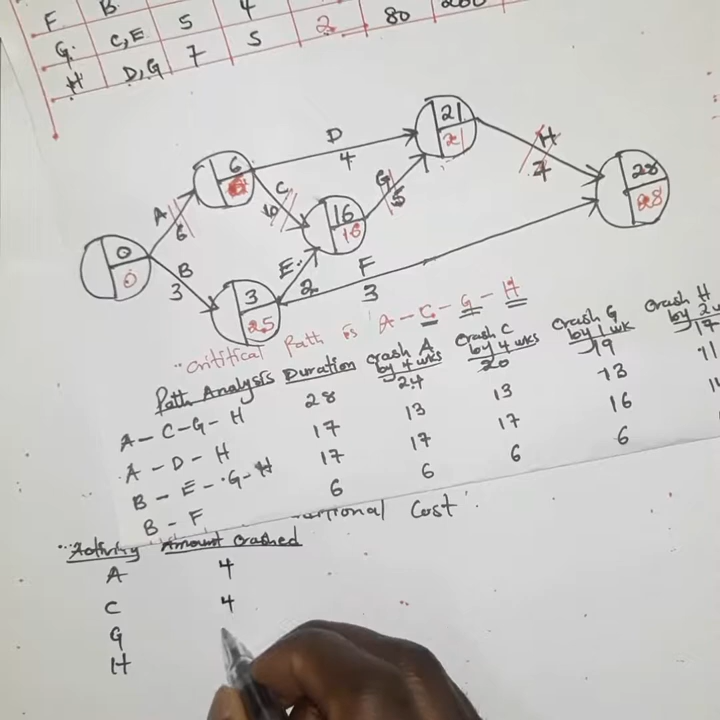 F B 5 4
G C,E 5 4 2 80
H D,G 7 5
21
21
D
4
H
7
6
28
28
C
10
G
5
A
6
16
16
0
0
B
3
E
2
F
3
3
25
Critifical Path is A-C-G-H
Path Analysis Duration Crash A by 4 wks Crash C by 4 wks Crash G by 1 wk Crash H by 2 w
A-C-G-H 28 24 20 19 17
A-D-H 17 13 13 13 11
B-E-G-H 17 17 17 16
B-F 6 6 6 6
Cost
Activity Amount Crashed
A 4
C 4
G
H